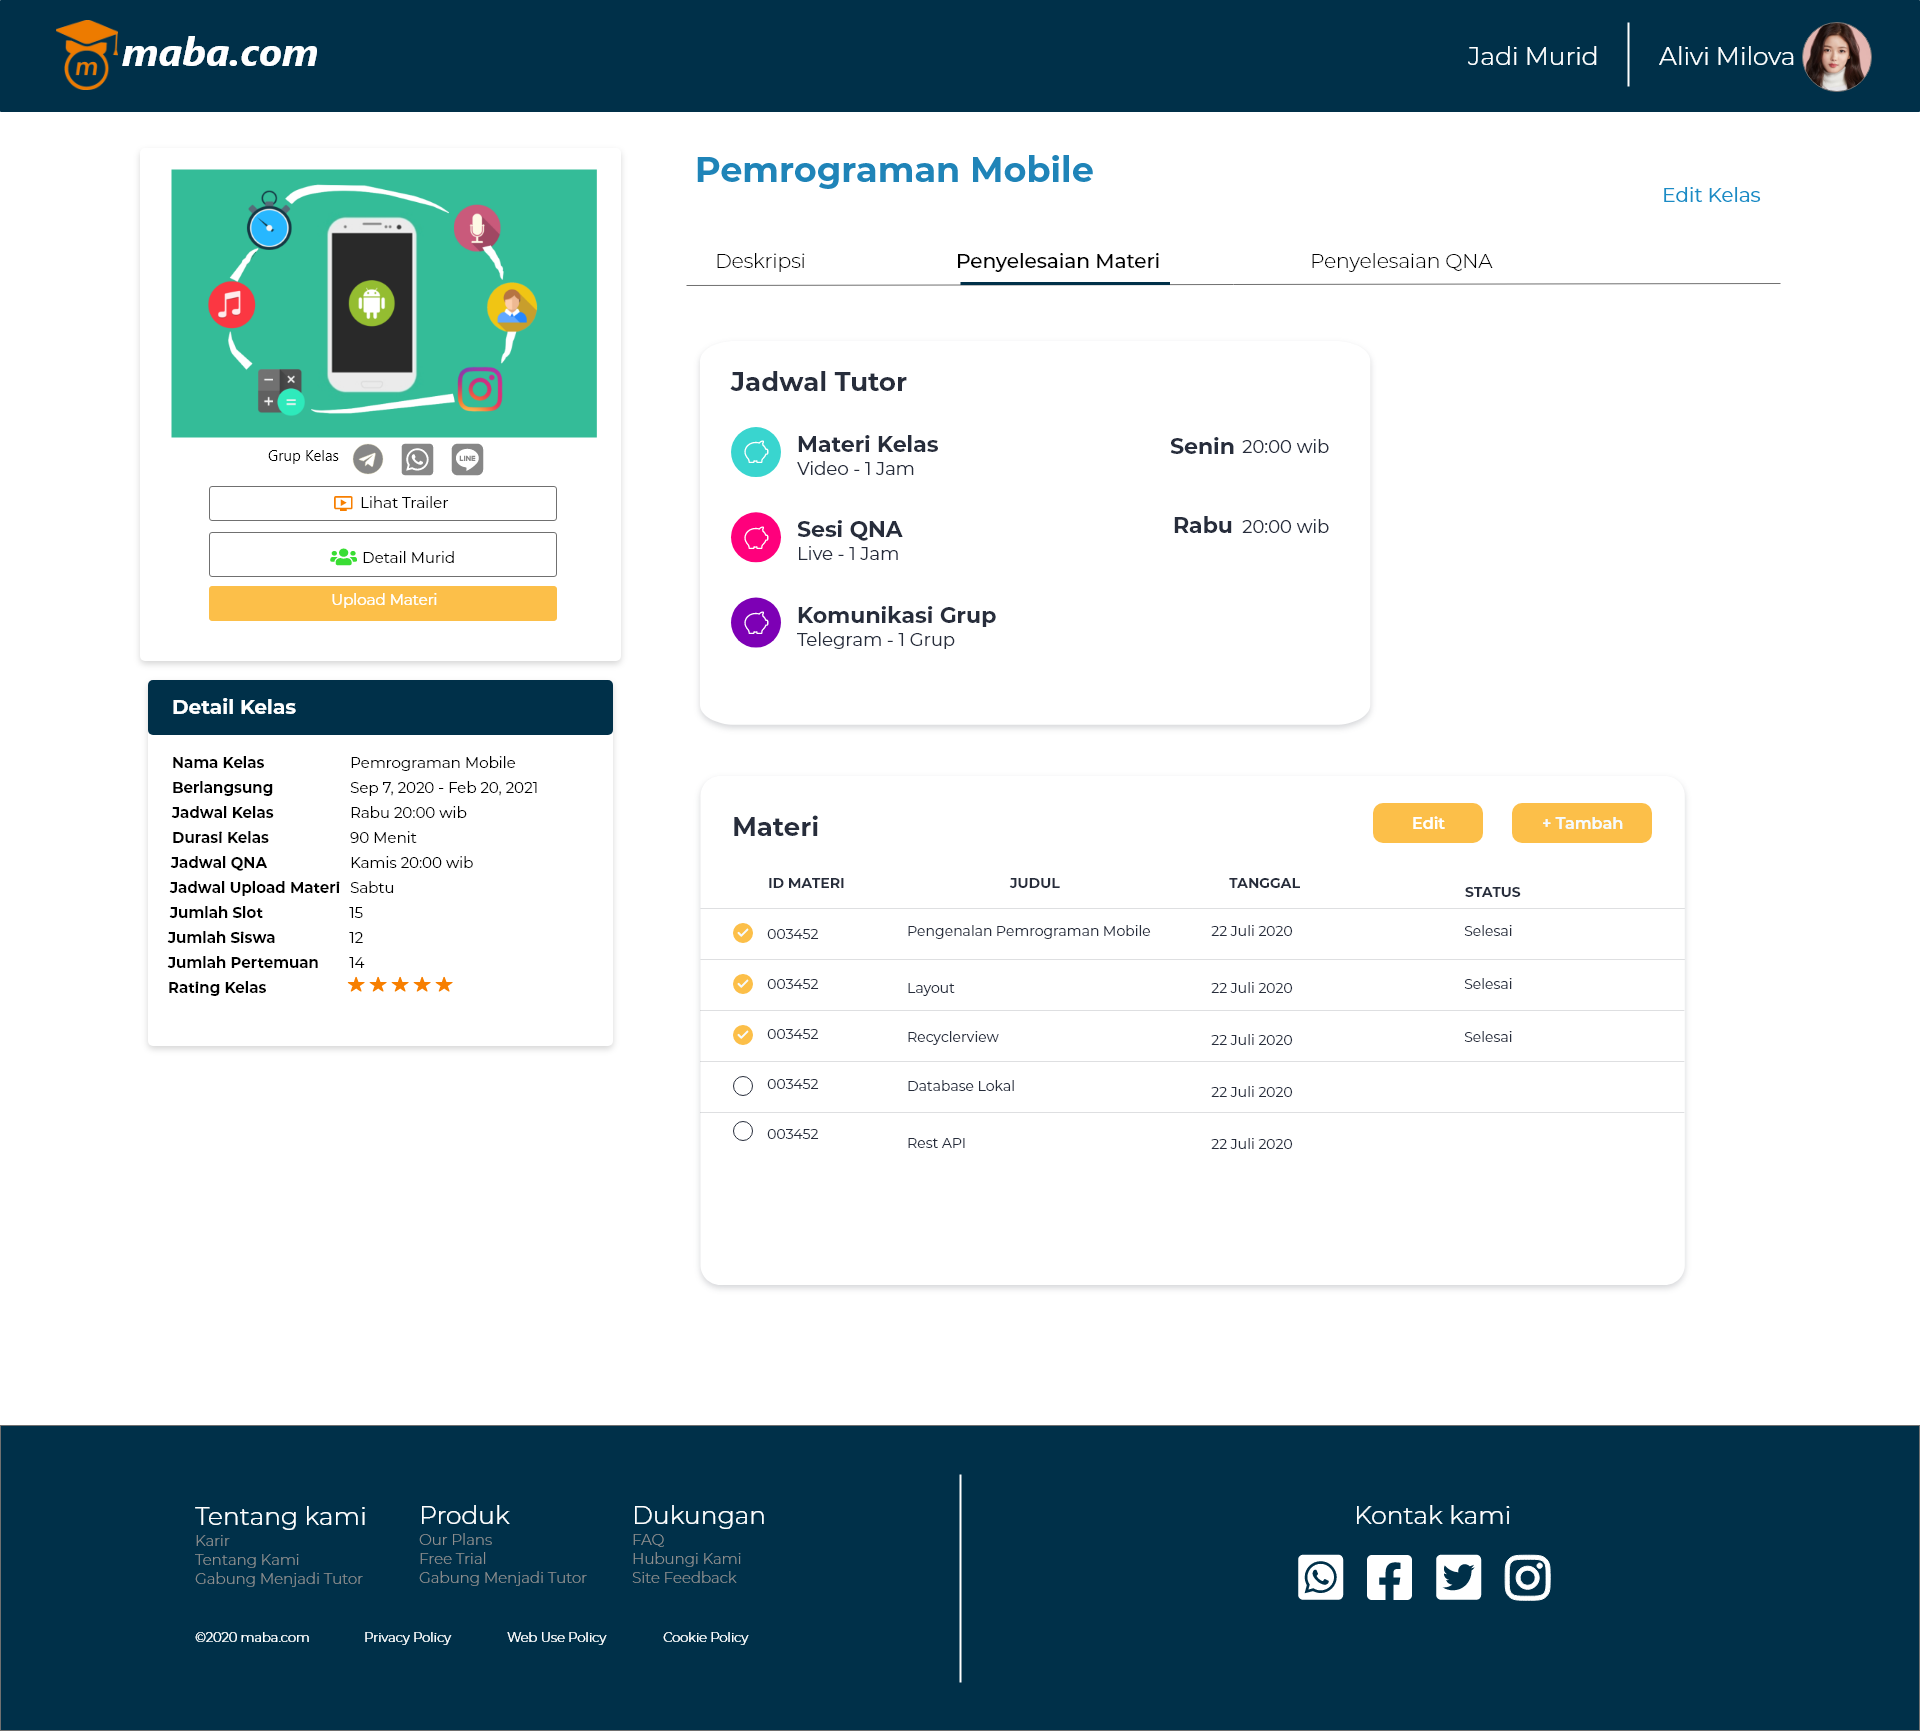 m maba.com
Jadi Murid
Alivi Milova
Grup Kelas
LINE
Lihat Trailer
Detail Murid
Upload Materi
Detail Kelas
Nama Kelas Pemrograman Mobile
Berlangsung Sep 7, 2020 - Feb 20, 2021
Jadwal Kelas Rabu 20:00 wib
Durasi Kelas 90 Menit
Jadwal QNA Kamis 20:00 wib
Jadwal Upload Materi Sabtu
Jumlah Slot 15
Jumlah Siswa 12
Jumlah Pertemuan 14
Rating Kelas
Pemrograman Mobile
Edit Kelas
Deskripsi
Penyelesaian Materi
Penyelesaian QNA
Jadwal Tutor
Materi Kelas
Video - 1 Jam
Senin 20:00 wib
Sesi QNA
Live - 1 Jam
Rabu 20:00 wib
Komunikasi Grup
Telegram - 1 Grup
Materi
Edit
+ Tambah
ID MATERI JUDUL TANGGAL STATUS
003452 Pengenalan Pemrograman Mobile 22 Juli 2020 Selesai
003452 Layout 22 Juli 2020 Selesai
003452 Recyclerview 22 Juli 2020 Selesai
003452 Database Lokal 22 Juli 2020
003452 Rest API 22 Juli 2020
Tentang kami
Karir
Tentang Kami
Gabung Menjadi Tutor
Produk
Our Plans
Free Trial
Gabung Menjadi Tutor
Dukungan
FAQ
Hubungi Kami
Site Feedback
©2020 maba.com
Privacy Policy
Web Use Policy
Cookie Policy
Kontak kami